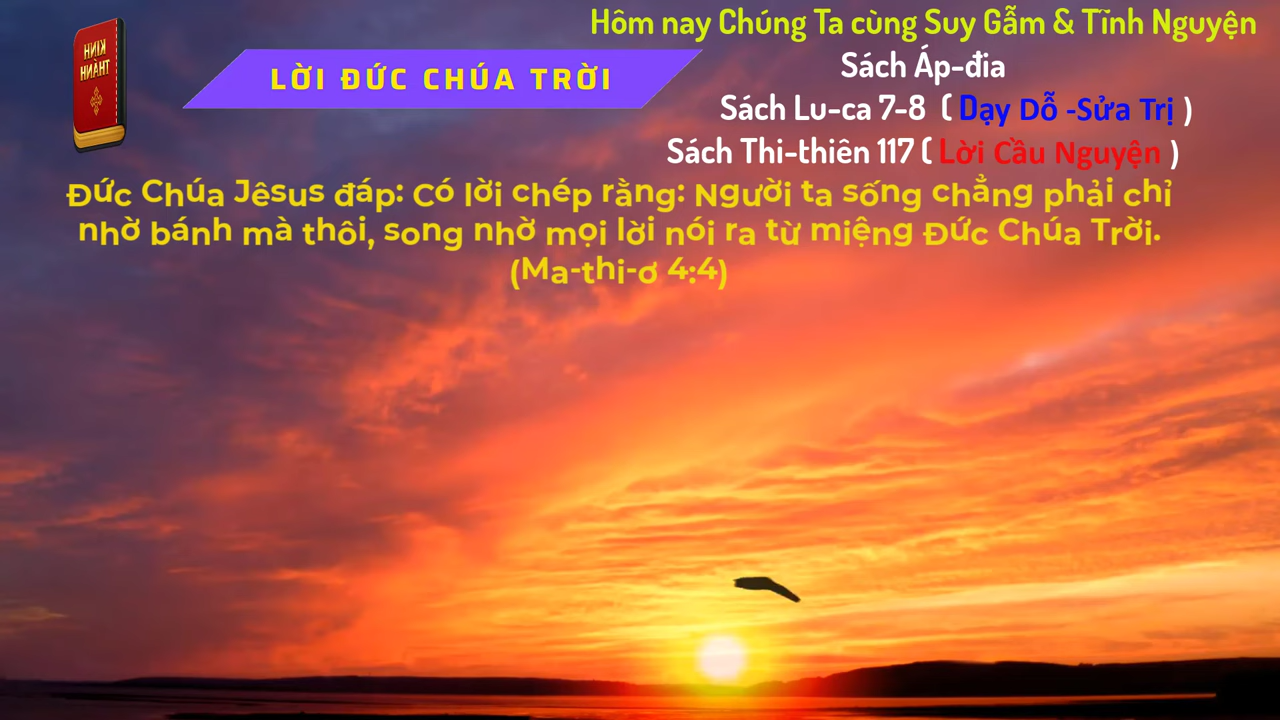 KINH
THÁNH
LỜI ĐỨC CHÚA TRỜI
Hôm nay Chúng Ta cùng Suy Gẫm & Tĩnh Nguyện
Sách Áp-đia
Sách Lu-ca 7-8 ( Dạy Dỗ -Sửa Trị )
Sách Thi-thiên 117 ( Lời Cầu Nguyện )
Đức Chúa Jêsus đáp: Có lời chép rằng: Người ta sống chẳng phải chỉ
nhờ bánh mà thôi, song nhờ mọi lời nói ra từ miệng Đức Chúa Trời.
(Ma-thi-ơ 4:4)